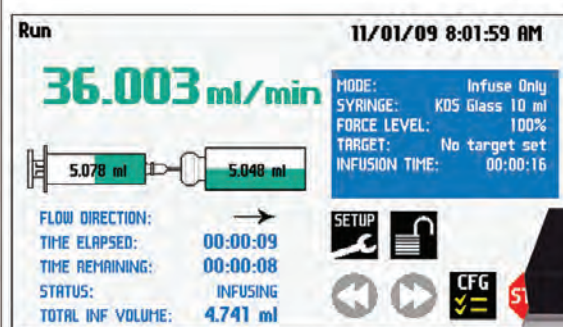 Run 11/01/09 8:01:59 AM
36.003 ml/min
MODE: Infuse Only
SYRINGE: KDS Glass 10 ml
FORCE LEVEL: 100%
TARGET: No target set
INFUSION TIME: 00:00:16
5.078 ml 5.048 ml
FLOW DIRECTION:
TIME ELAPSED: 00:00:09
TIME REMAINING: 00:00:08
STATUS: INFUSING
TOTAL INF VOLUME: 4.741 ml
SETUP
CFG